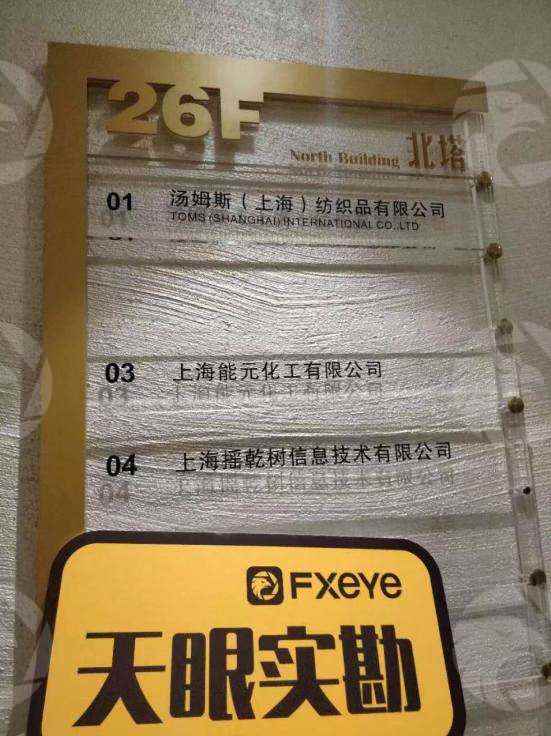 26F
North Building 北塔
01 汤姆斯（上海）纺织品有限公司
TOMS (SHANGHAI) INTERNATIONAL CO., LTD
03 上海能元化工有限公司
04 上海摇乾树信息技术有限公司
FXeye
天眼实勘